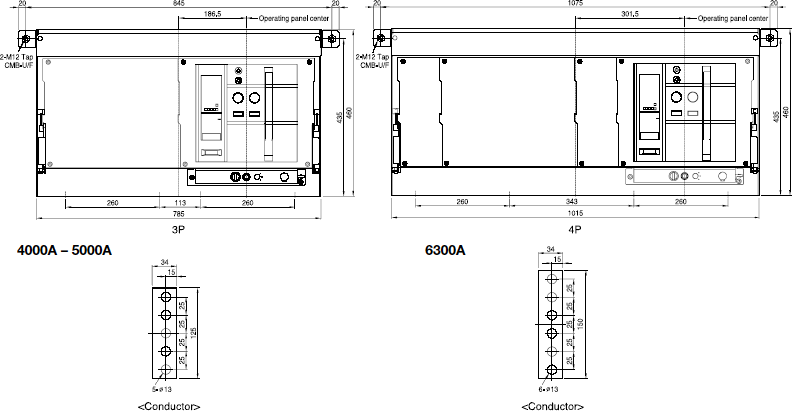 20 845 20 20 1075 20
186,5 Operating panel center 301,5 Operating panel center
2-M12 Tap
CMB-U/F
2-M12 Tap
CMB-U/F
435 460 435 460
260 113 260 260 343 260
785 1015
3P 4P
4000A – 5000A 6300A
34 34
15 15
25 25 25 25 125
25 25 25 25 25 150
5-ø13 6-ø13
<Conductor> <Conductor>